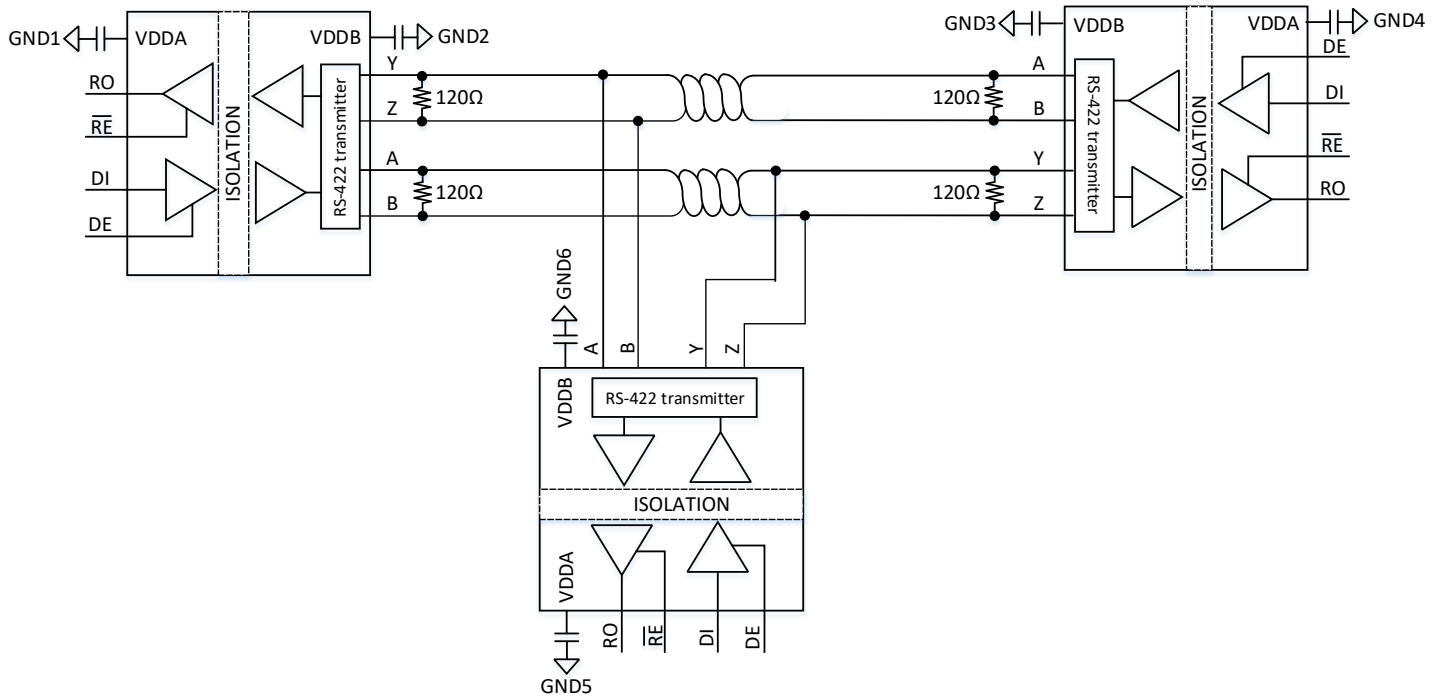 GND1
VDDA
VDDB
GND2
RO
RE
DI
DE
ISOLATION
RS-422 transmitter
Y
Z
A
B
120Ω
120Ω
GND3
VDDB
VDDA
GND4
A
B
Y
Z
120Ω
120Ω
RS-422 transmitter
ISOLATION
DE
DI
RE
RO
GND6
A
B
Y
Z
VDDB
RS-422 transmitter
ISOLATION
VDDA
RO
RE
DI
DE
GND5